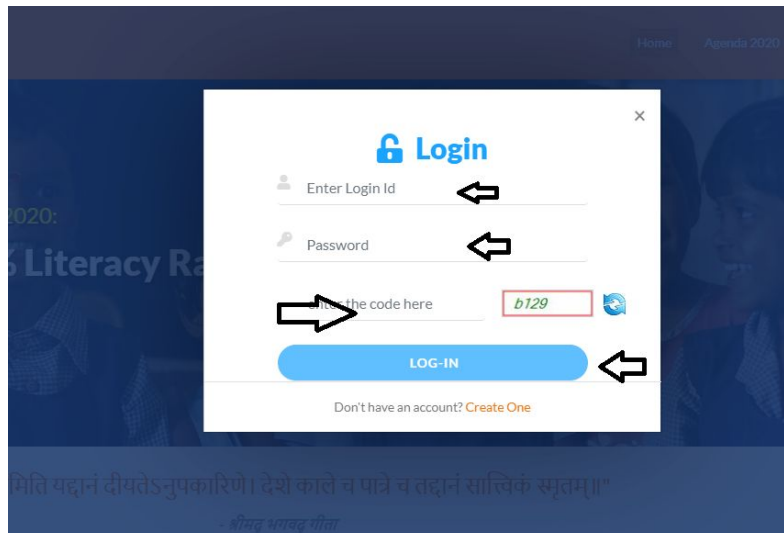 Home Agenda 2020
×
Login
Enter Login Id
2020:
Password
Literacy Ra
enter the code here b129
LOG-IN
Don't have an account? Create One
मिति यद्दानं दीयतेऽनुपकारिणे। देशे काले च पात्रे च तद्दानं सात्त्विकं स्मृतम्॥"
- श्रीमद् भगवद् गीता